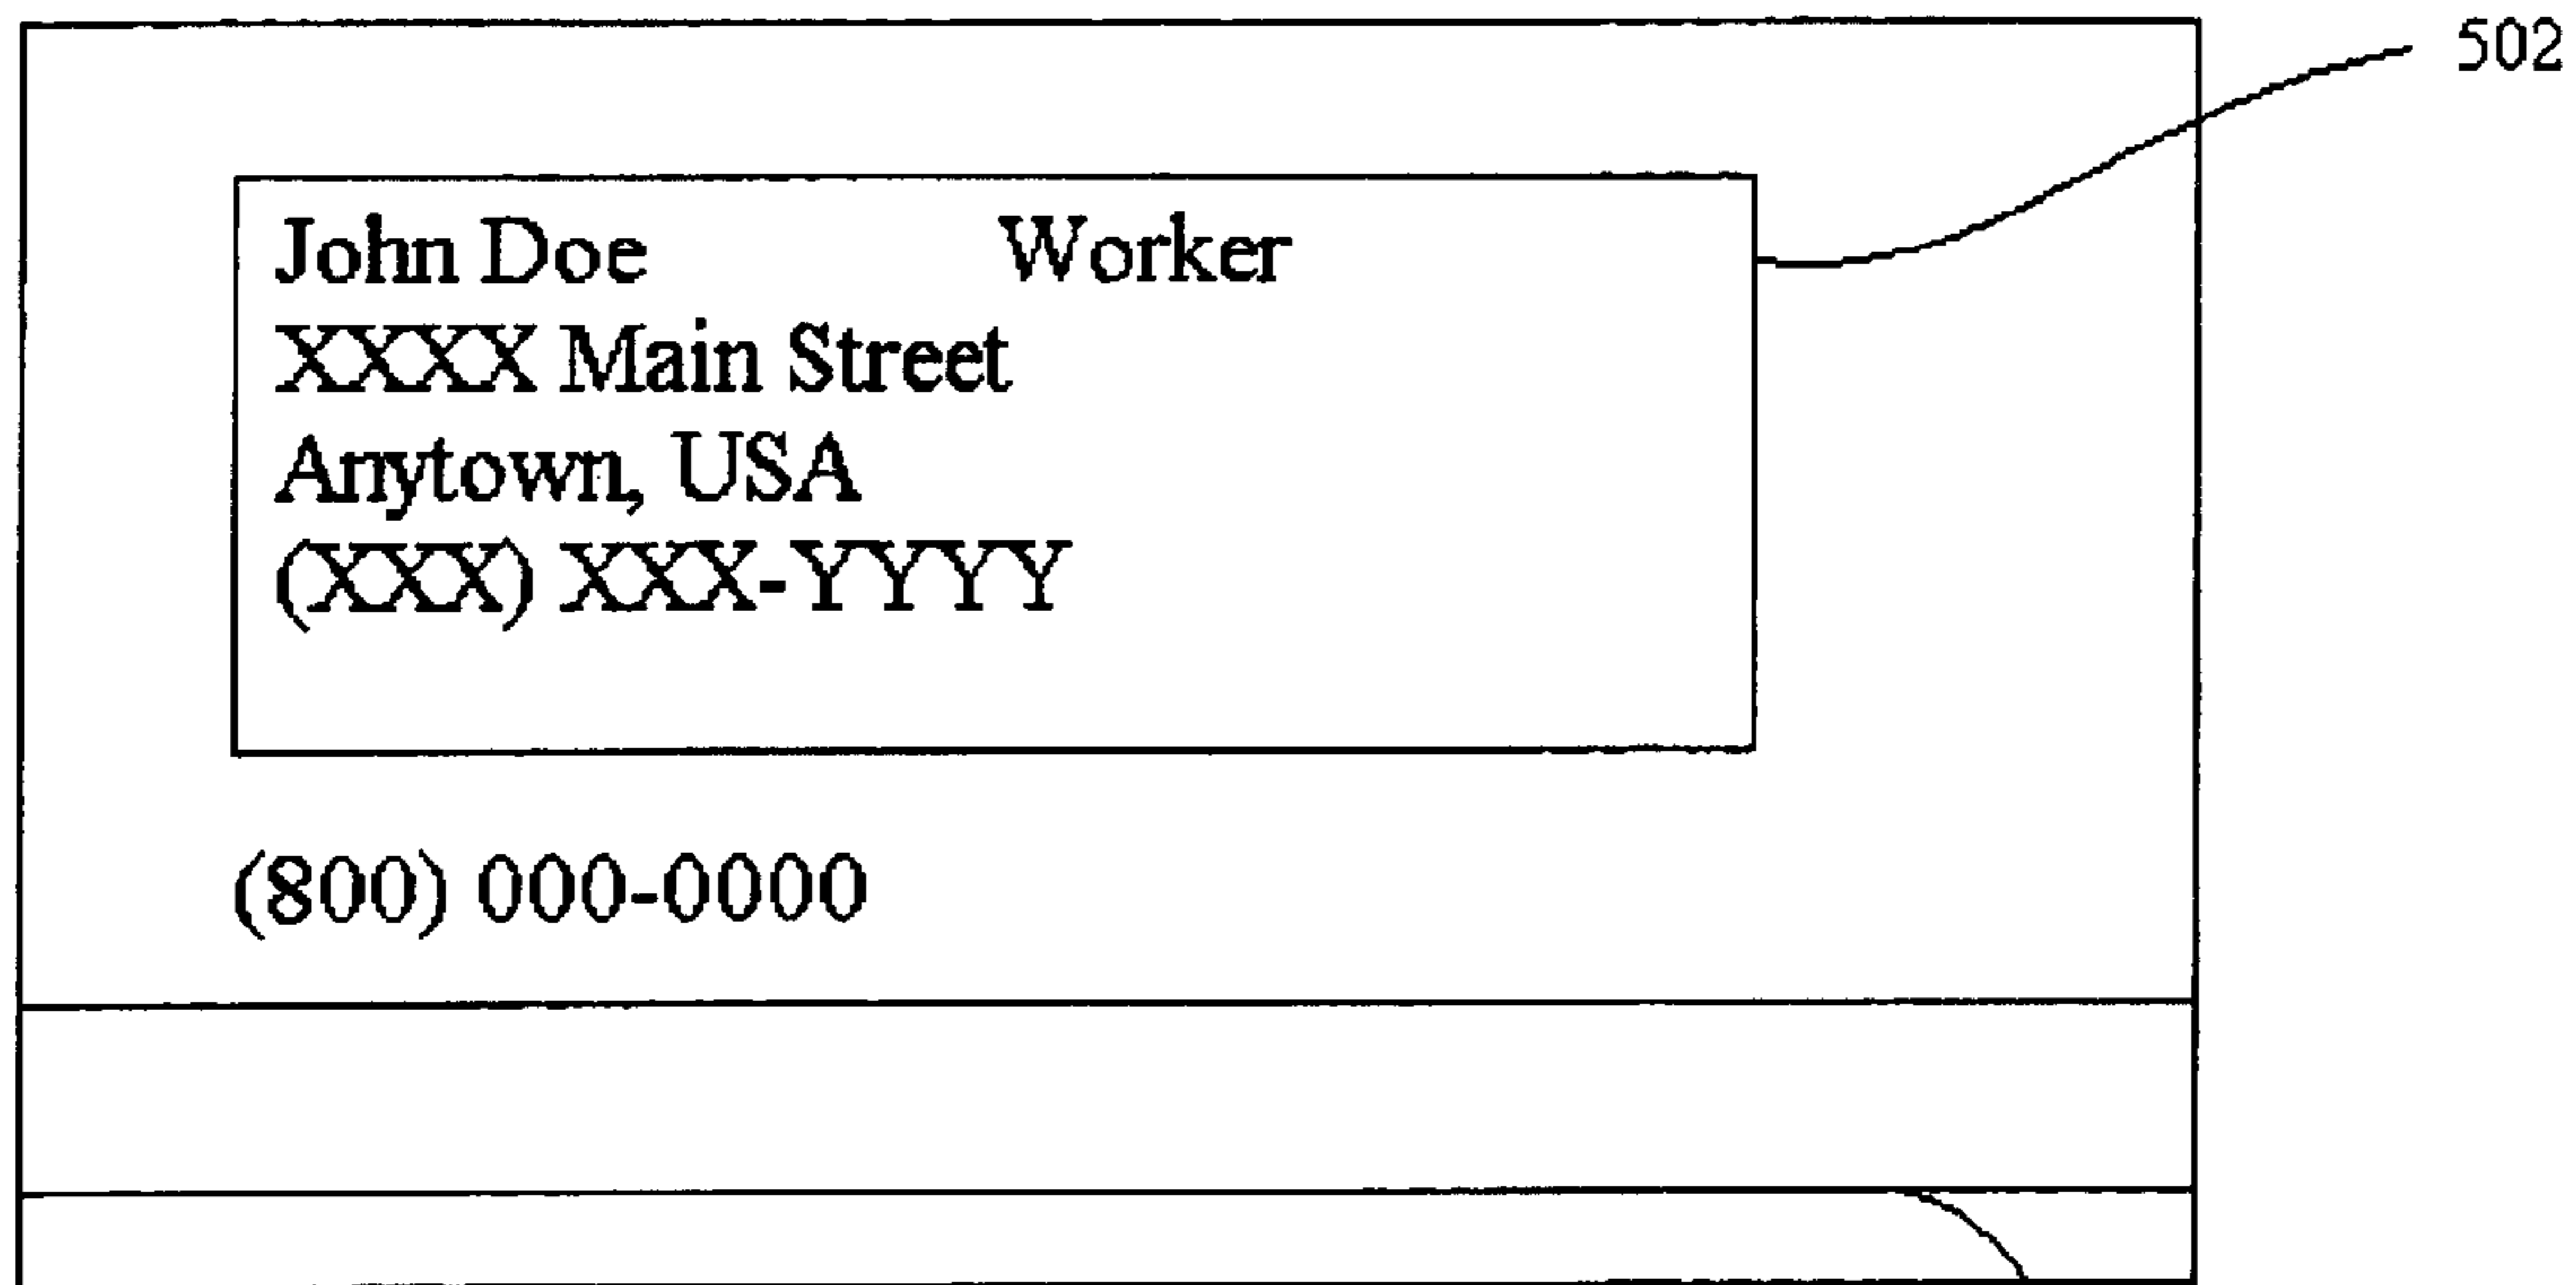 502
John Doe Worker
XXXX Main Street
Anytown, USA
(XXX) XXX-YYYY
(800) 000-0000